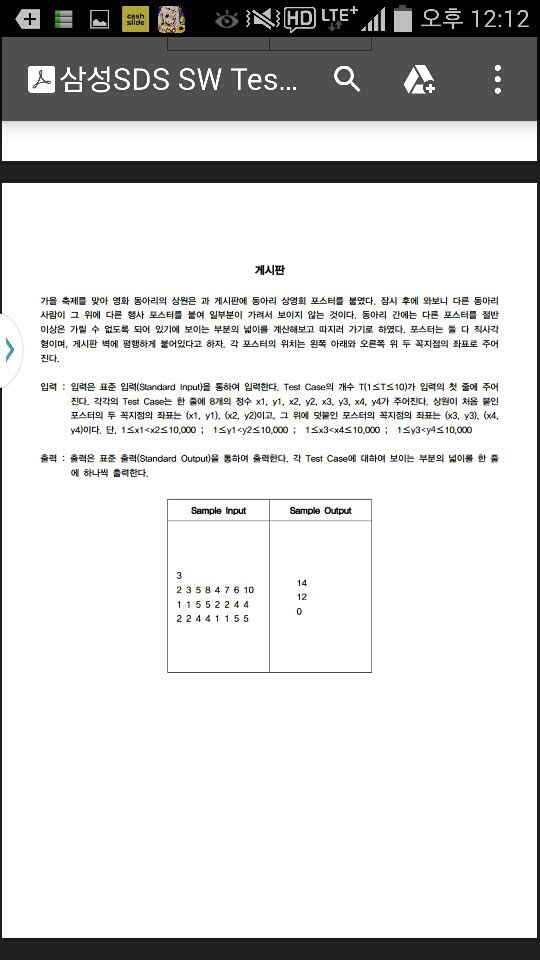 cash
slide
HD LTE+ 오후 12:12
삼성SDS SW Tes...
게시판
가을 축제를 맞아 영화 동아리의 상원은 과 게시판에 동아리 상영회 포스터를 붙였다. 잠시 후에 와보니 다른 동아리
사람이 그 위에 다른 행사 포스터를 붙여 일부분이 가려서 보이지 않는 것이다. 동아리 간에는 다른 포스터를 절반
이상은 가릴 수 없도록 되어 있기에 보이는 부분의 넓이를 계산해보고 따지러 가기로 하였다. 포스터는 둘 다 직사각
형이며, 게시판 벽에 평행하게 붙어있다고 하자. 각 포스터의 위치는 왼쪽 아래와 오른쪽 위 두 꼭지점의 좌표로 주어
진다.
입력 : 입력은 표준 입력(Standard Input)을 통하여 입력한다. Test Case의 개수 T(1≤T≤10)가 입력의 첫 줄에 주어
진다. 각각의 Test Case는 한 줄에 8개의 정수 x1, y1, x2, y2, x3, y3, x4, y4가 주어진다. 상원이 처음 붙인
포스터의 두 꼭지점의 좌표는 (x1, y1), (x2, y2)이고, 그 위에 덧붙인 포스터의 꼭지점의 좌표는 (x3, y3), (x4,
y4)이다. 단, 1≤x1<x2≤10,000 ; 1≤y1<y2≤10,000 ; 1≤x3<x4≤10,000 ; 1≤y3<y4≤10,000
출력 : 출력은 표준 출력(Standard Output)을 통하여 출력한다. 각 Test Case에 대하여 보이는 부분의 넓이를 한 줄
에 하나씩 출력한다.
Sample Input Sample Output
3
2 3 5 8 4 7 6 10
1 1 5 5 2 2 4 4
2 2 4 4 1 1 5 5
14
12
0